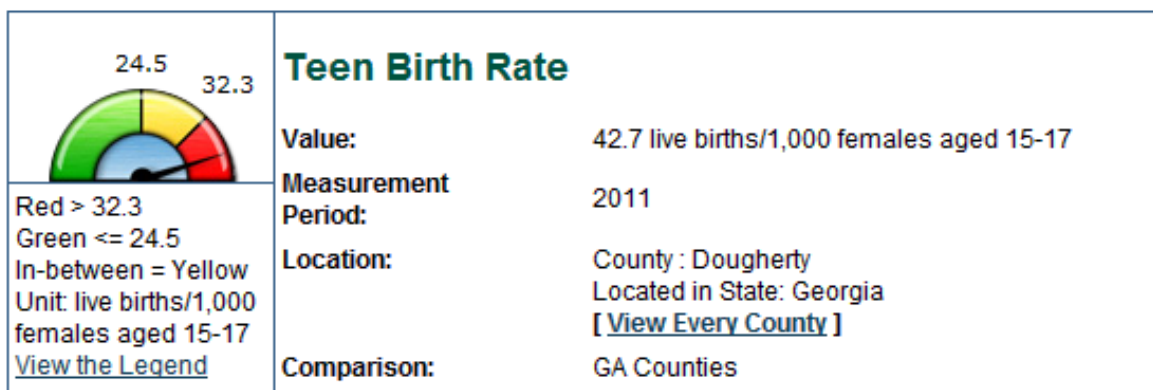 24.5
32.3
Red > 32.3
Green <= 24.5
In-between = Yellow
Unit: live births/1,000
females aged 15-17
View the Legend
Teen Birth Rate
Value: 42.7 live births/1,000 females aged 15-17
Measurement
Period: 2011
Location: County : Dougherty
Located in State: Georgia
[ View Every County ]
Comparison: GA Counties